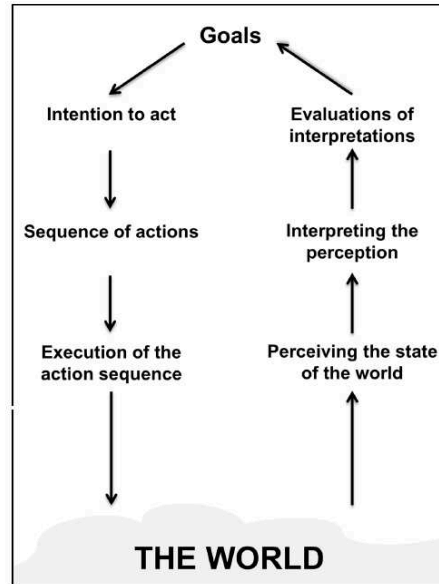 Goals
Intention to act
Evaluations of
interpretations
Sequence of actions
Interpreting the
perception
Execution of the
action sequence
Perceiving the state
of the world
THE WORLD